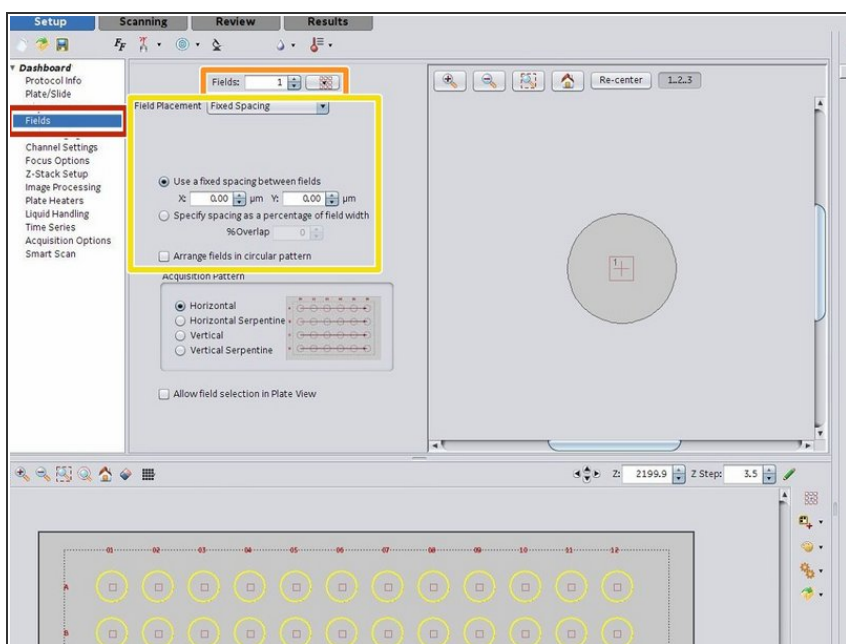 Setup Scanning Review Results
FF
Dashboard
Protocol Info
Plate/Slide
Fields
Channel Settings
Focus Options
Z-Stack Setup
Image Processing
Plate Heaters
Liquid Handling
Time Series
Acquisition Options
Smart Scan
Fields: 1
Field Placement Fixed Spacing
Use a fixed spacing between fields
X: 0.00 µm Y: 0.00 µm
Specify spacing as a percentage of field width
%Overlap 0
Arrange fields in circular pattern
Acquisition Pattern
Horizontal
Horizontal Serpentine
Vertical
Vertical Serpentine
Allow field selection in Plate View
Re-center 1..2..3
1
Z: 2199.9 Z Step: 3.5
01 02 03 04 05 06 07 08 09 10 11 12
A
B